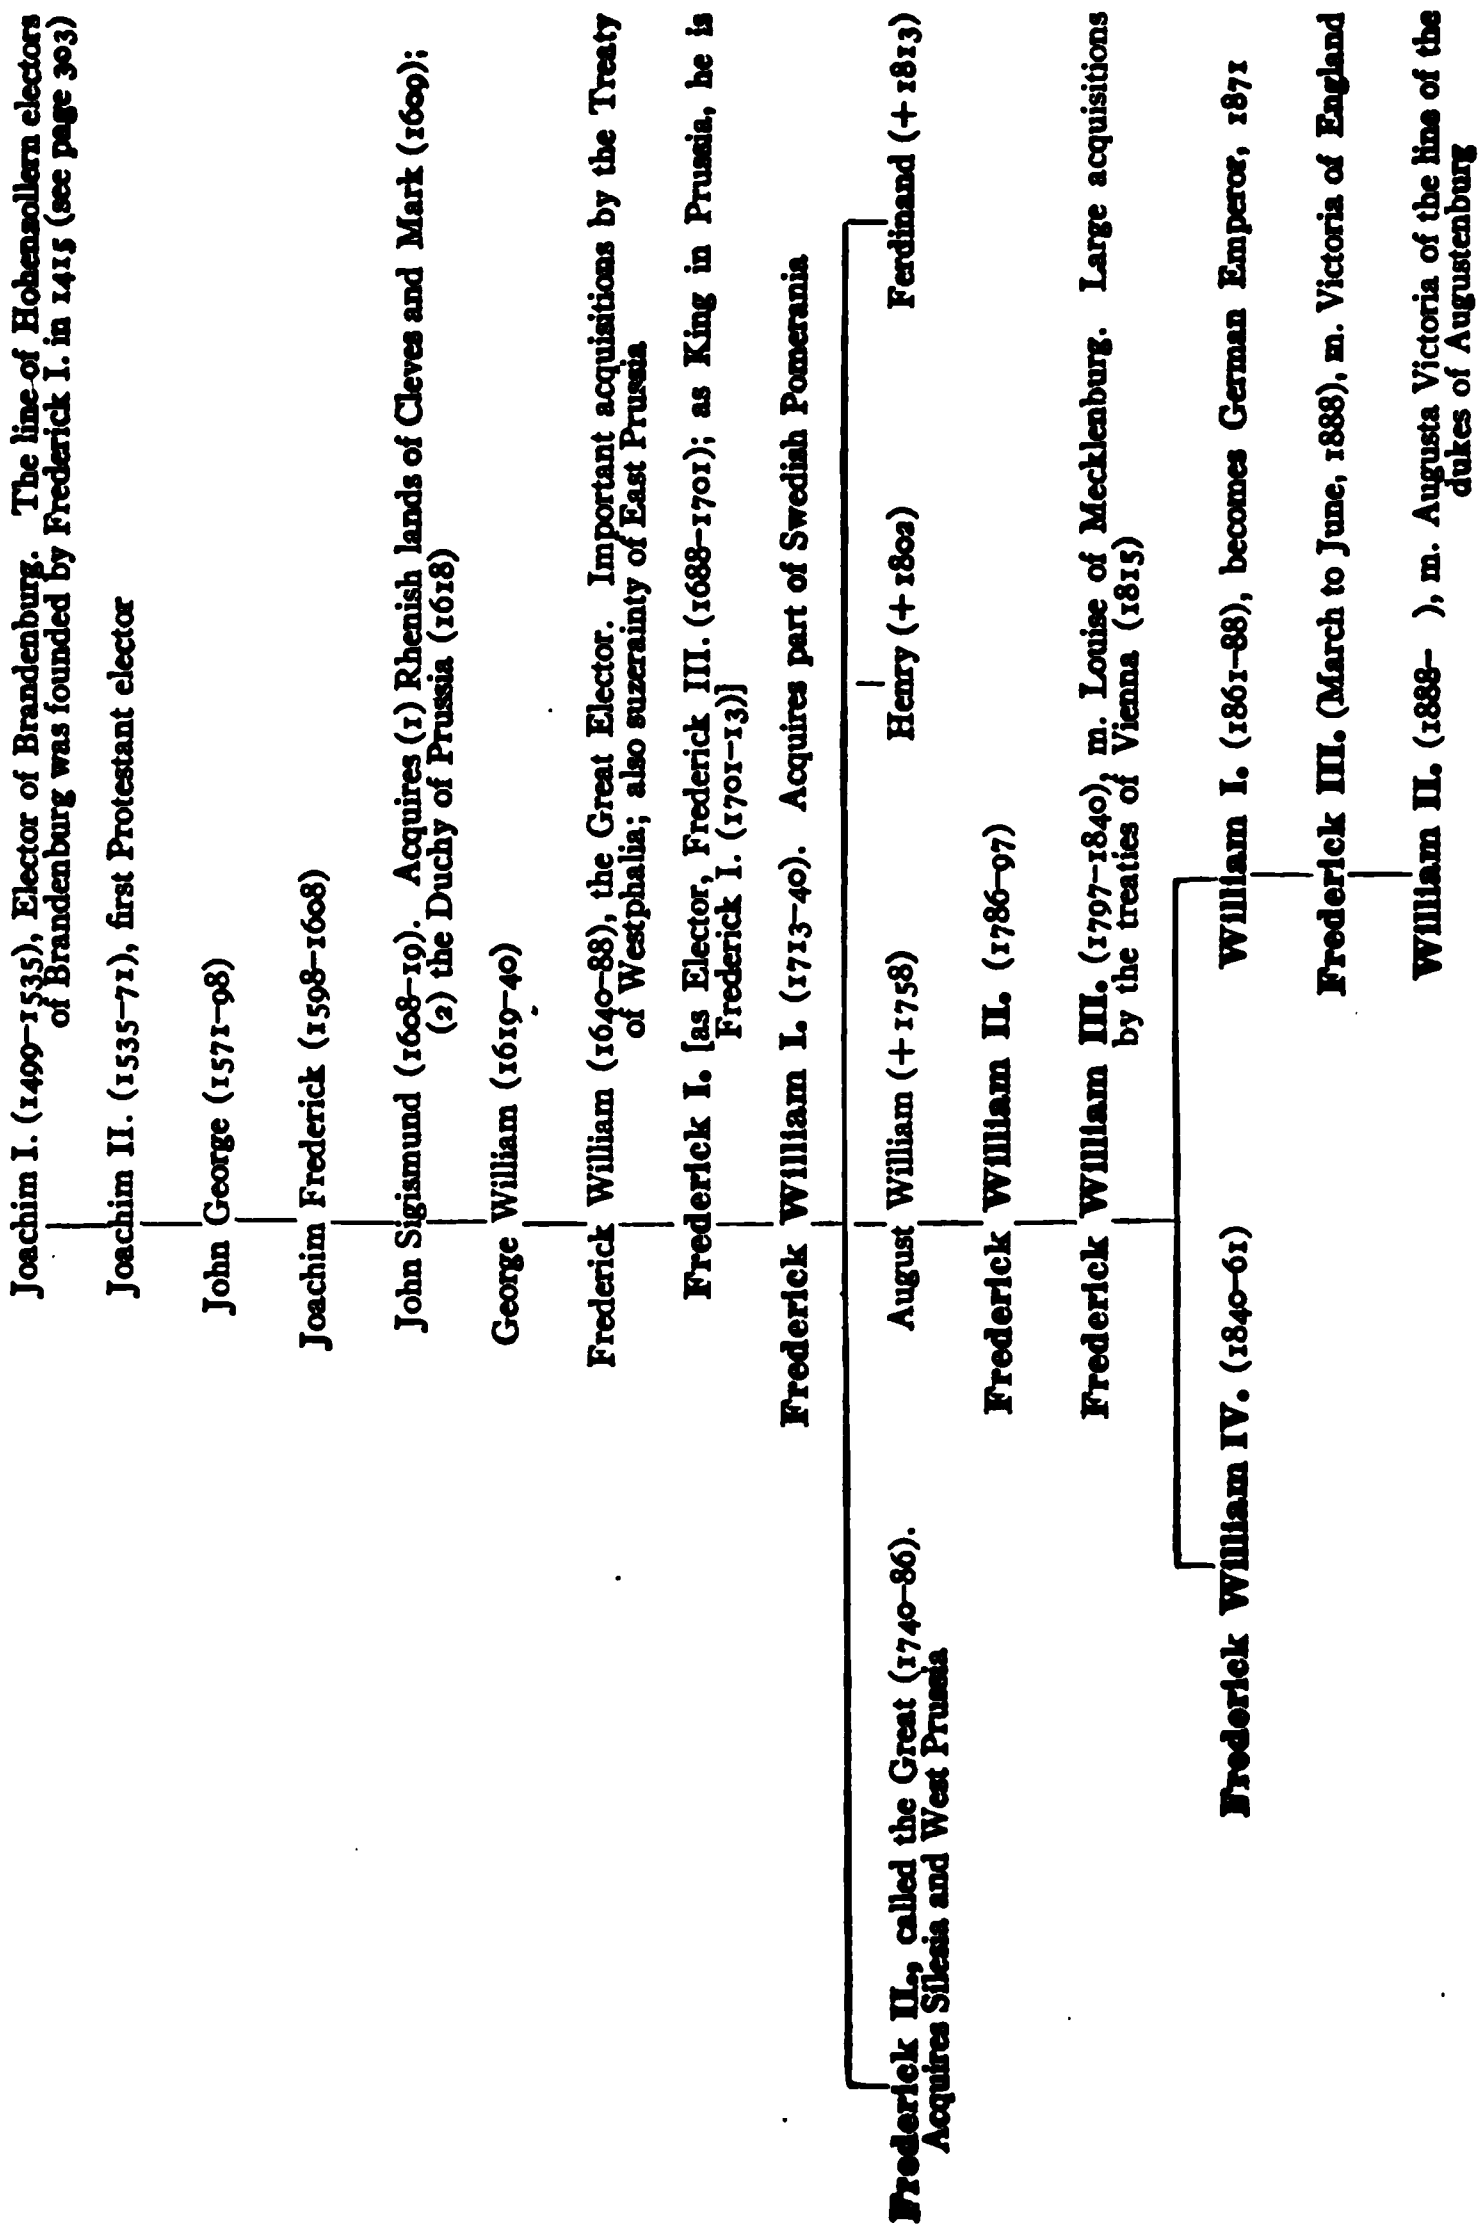 Joachim I. (1499–1535), Elector of Brandenburg. The line of Hohenzollern electors
of Brandenburg was founded by Frederick I. in 1415 (see page 303)
Joachim II. (1535–71), first Protestant elector
John George (1571–98)
Joachim Frederick (1598–1608)
John Sigismund (1608–19). Acquires (1) Rhenish lands of Cleves and Mark (1609);
(2) the Duchy of Prussia (1618)
George William (1619–40)
Frederick William (1640–88), the Great Elector. Important acquisitions by the Treaty
of Westphalia; also suzerainty of East Prussia
Frederick I. [as Elector, Frederick III. (1688–1701); as King in Prussia, he is
Frederick I. (1701–13)]
Frederick William I. (1713–40). Acquires part of Swedish Pomerania
Frederick II., called the Great (1740–86).
Acquires Silesia and West Prussia
August William (+ 1758)
Henry (+ 1802)
Ferdinand (+ 1813)
Frederick William II. (1786–97)
Frederick William III. (1797–1840), m. Louise of Mecklenburg. Large acquisitions
by the treaties of Vienna (1815)
Frederick William IV. (1840–61)
William I. (1861–88), becomes German Emperor, 1871
Frederick III. (March to June, 1888), m. Victoria of England
William II. (1888– ), m. Augusta Victoria of the line of the
dukes of Augustenburg